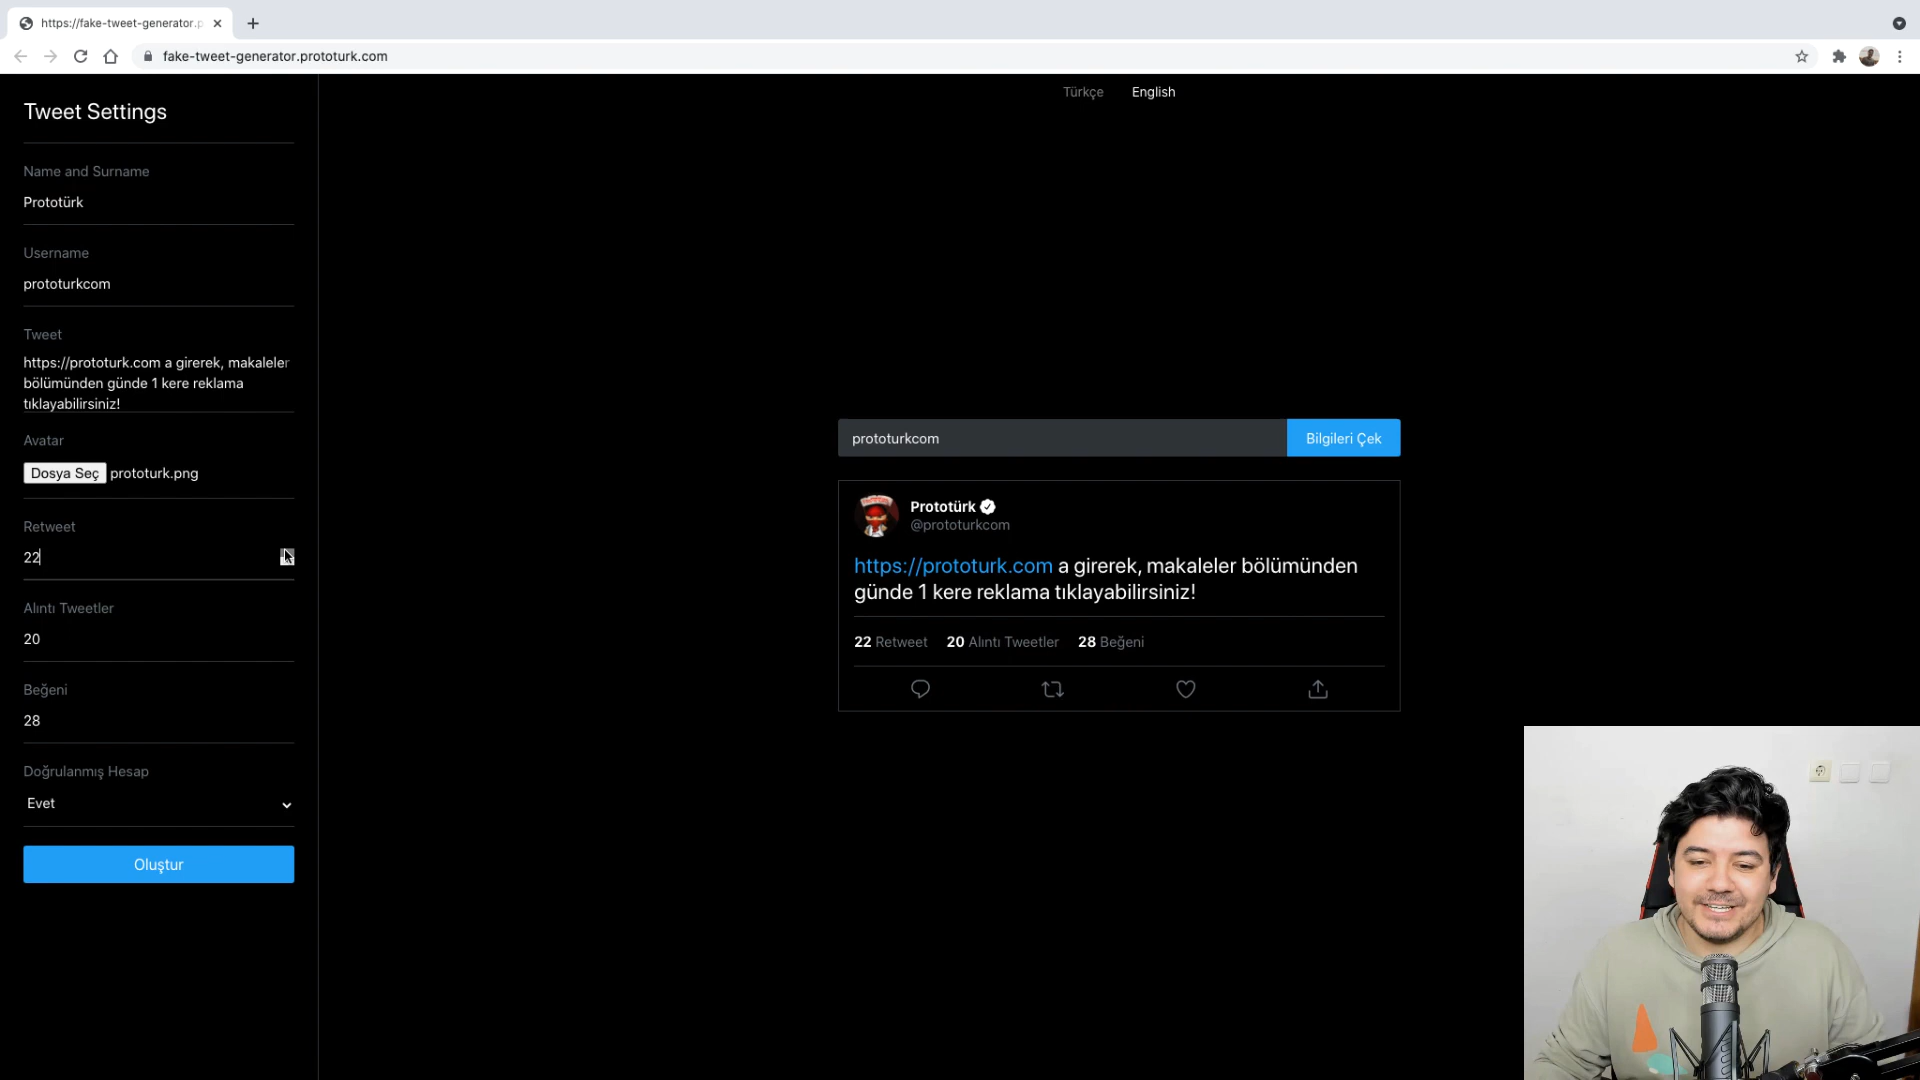 https://fake-tweet-generator.p
fake-tweet-generator.prototurk.com
Türkçe English
Tweet Settings
Name and Surname
Prototürk
Username
prototurkcom
Tweet
https://prototurk.com a girerek, makaleler
bölümünden günde 1 kere reklama
tıklayabilirsiniz!
Avatar
Dosya Seç prototurk.png
Retweet
22
Alıntı Tweetler
20
Beğeni
28
Doğrulanmış Hesap
Evet
Oluştur
prototurkcom
Bilgileri Çek
Prototürk
@prototurkcom
https://prototurk.com a girerek, makaleler bölümünden
günde 1 kere reklama tıklayabilirsiniz!
22 Retweet 20 Alıntı Tweetler 28 Beğeni